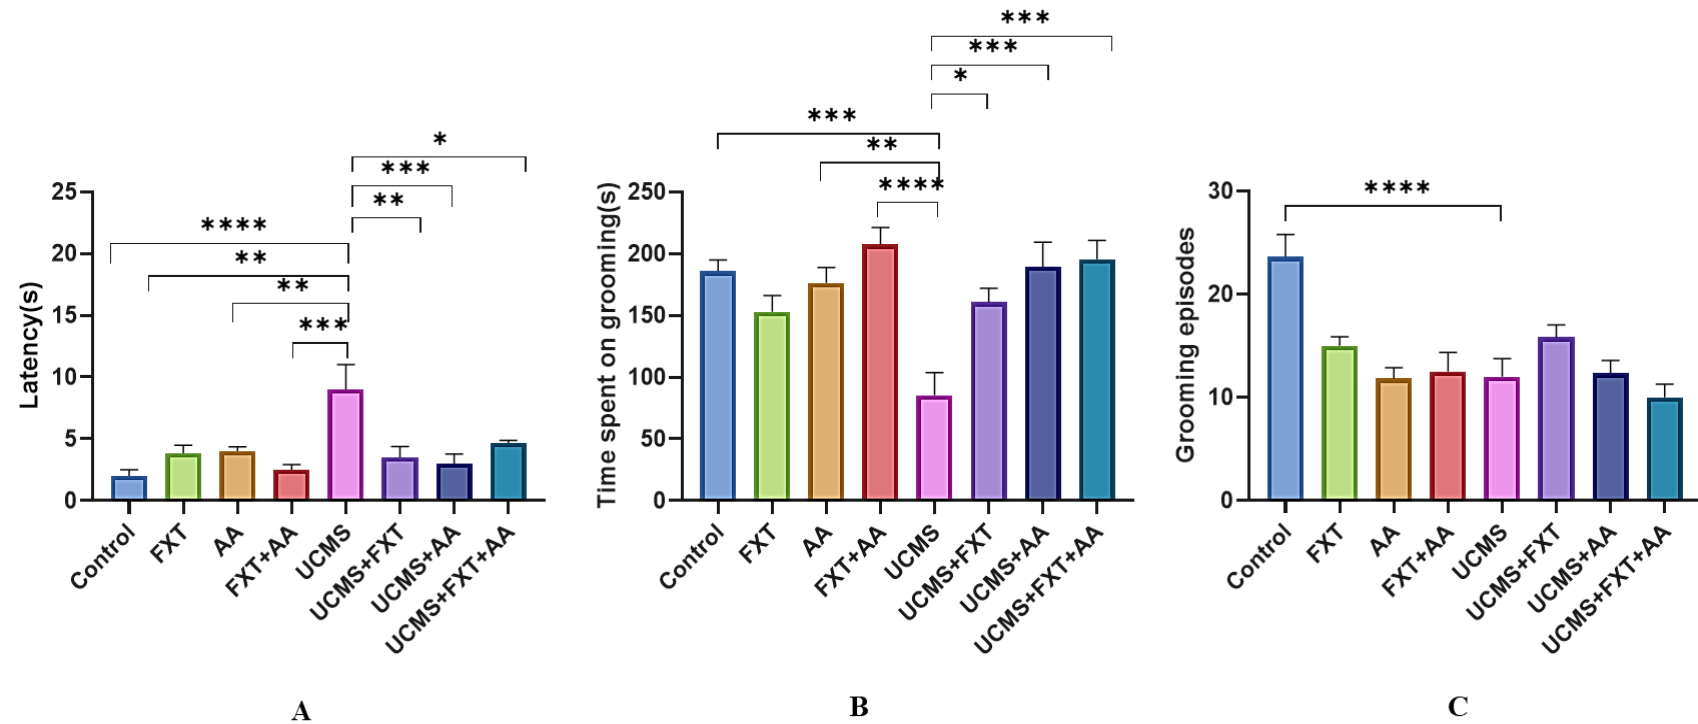 ****
**
**
***
**
***
*
Latency(s)
25
20
15
10
5
0
Control
FXT
AA
FXT+AA
UCMS
UCMS+FXT
UCMS+AA
UCMS+FXT+AA
A
***
***
*
***
**
****
Time spent on grooming(s)
250
200
150
100
50
0
Control
FXT
AA
FXT+AA
UCMS
UCMS+FXT
UCMS+AA
UCMS+FXT+AA
B
****
Grooming episodes
30
20
10
0
Control
FXT
AA
FXT+AA
UCMS
UCMS+FXT
UCMS+AA
UCMS+FXT+AA
C